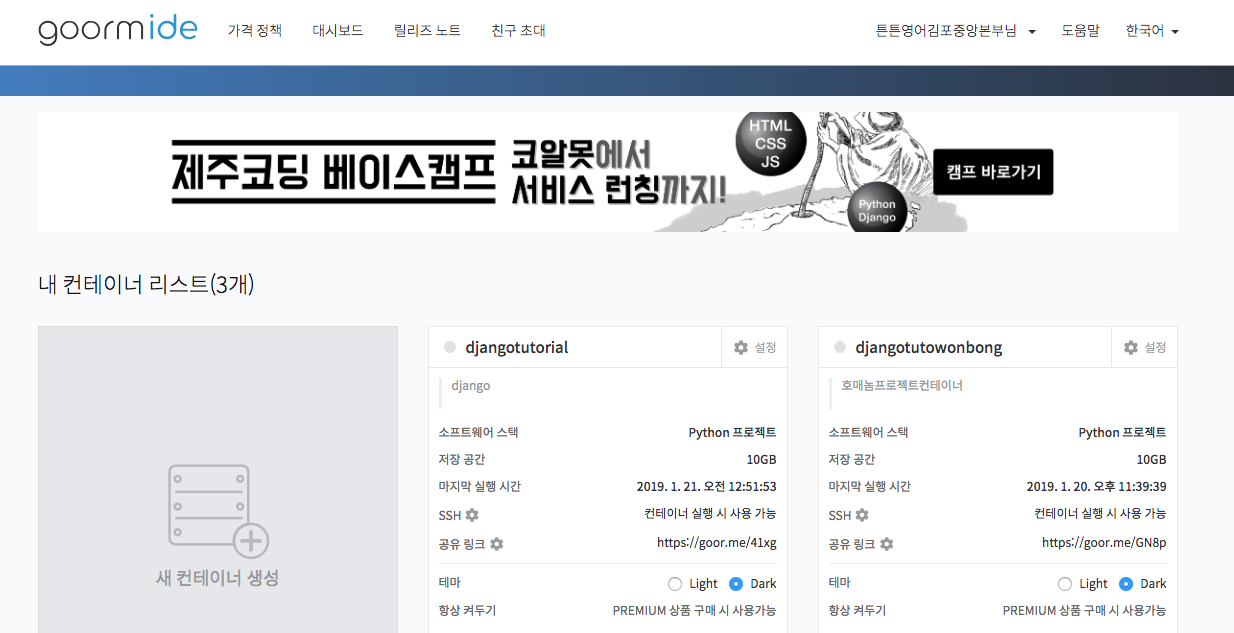 goormide 가격 정책 대시보드 릴리즈 노트 친구 초대 튼튼영어김포중앙본부님 도움말 한국어
제주코딩 베이스캠프
코알못에서
서비스 런칭까지!
HTML
CSS
JS
Python
Django
캠프 바로가기
내 컨테이너 리스트(3개)
새 컨테이너 생성
djangotutorial 설정
django
소프트웨어 스택 Python 프로젝트
저장 공간 10GB
마지막 실행 시간 2019. 1. 21. 오전 12:51:53
SSH 컨테이너 실행 시 사용 가능
공유 링크 https://goor.me/41xg
테마 Light Dark
항상 켜두기 PREMIUM 상품 구매 시 사용가능
djangotutowonbong 설정
호매놈프로젝트컨테이너
소프트웨어 스택 Python 프로젝트
저장 공간 10GB
마지막 실행 시간 2019. 1. 20. 오후 11:39:39
SSH 컨테이너 실행 시 사용 가능
공유 링크 https://goor.me/GN8p
테마 Light Dark
항상 켜두기 PREMIUM 상품 구매 시 사용가능